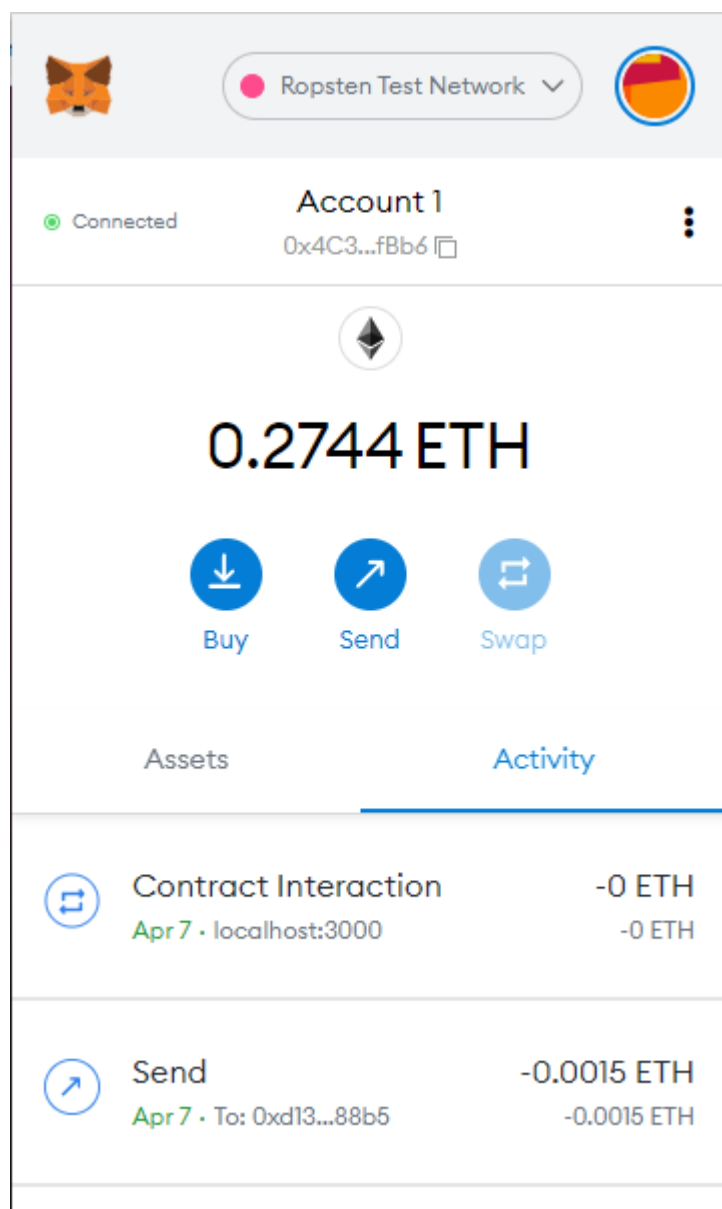 Ropsten Test Network
Connected
Account 1
0x4C3...fBb6
0.2744 ETH
Buy
Send
Swap
Assets
Activity
Contract Interaction
-0 ETH
Apr 7 · localhost:3000
-0 ETH
Send
-0.0015 ETH
Apr 7 · To: 0xd13...88b5
-0.0015 ETH